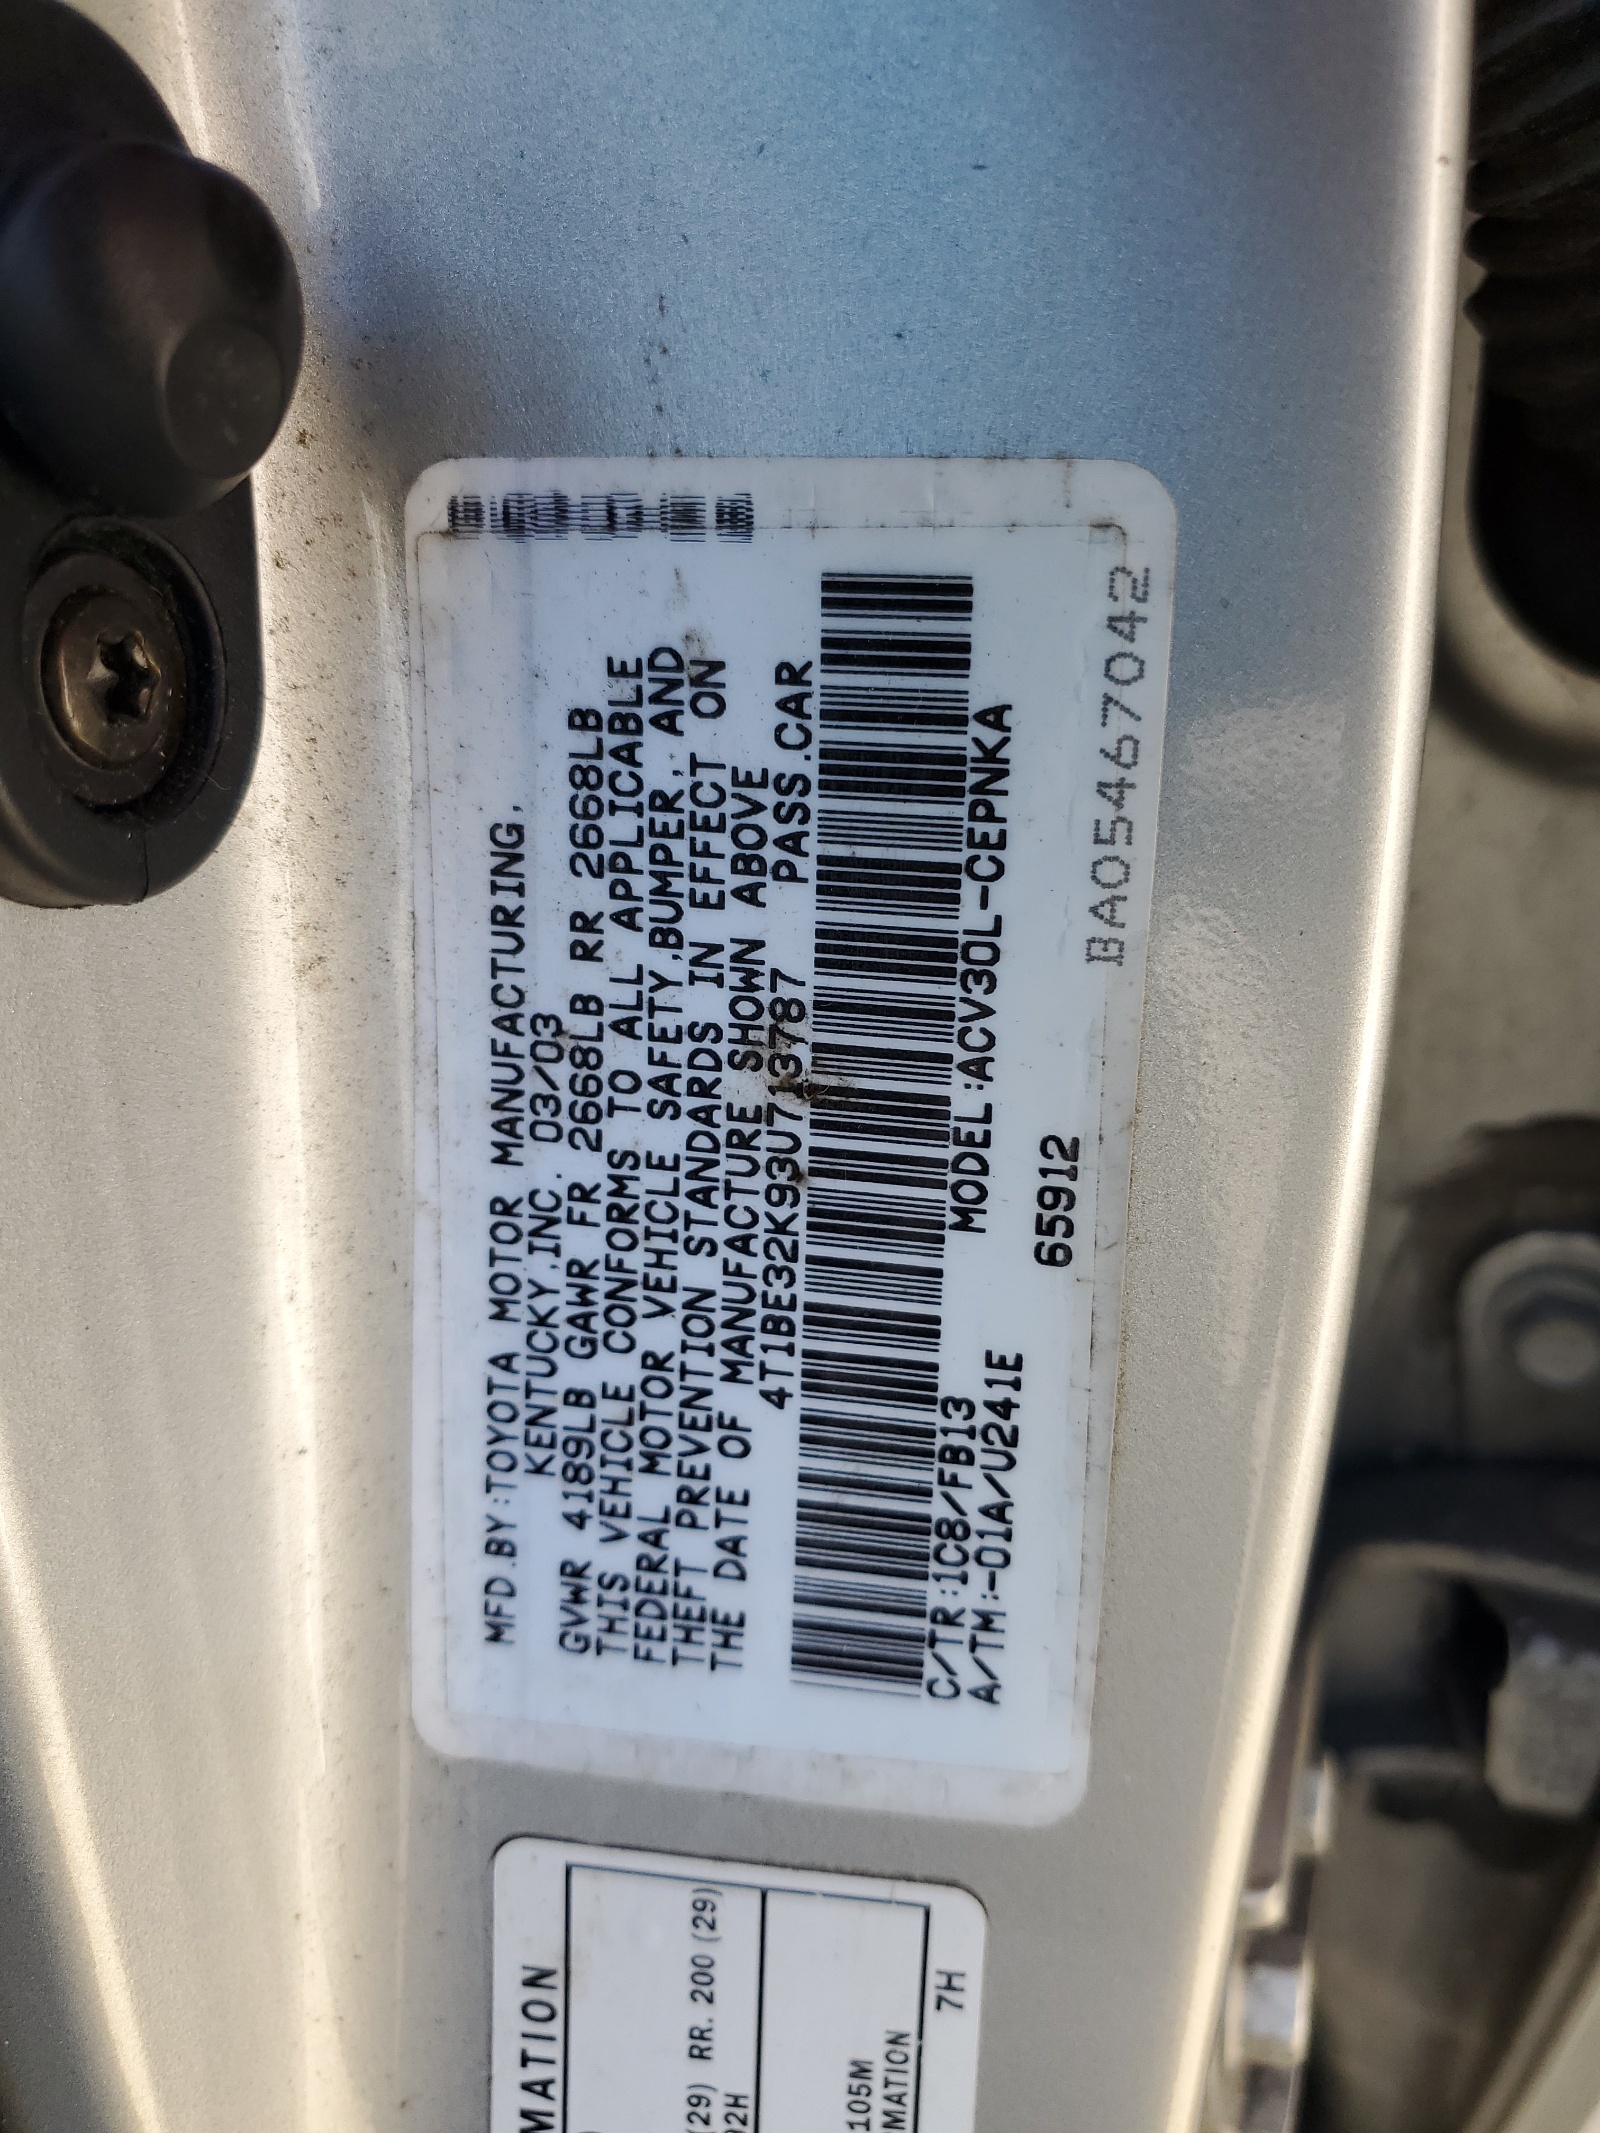 MFD.BY:TOYOTA MOTOR MANUFACTURING,
KENTUCKY,INC. 03/03
GVWR 4189LB GAWR FR 2668LB RR 2668LB
THIS VEHICLE CONFORMS TO ALL APPLICABLE
FEDERAL MOTOR VEHICLE SAFETY,BUMPER, AND
THEFT PREVENTION STANDARDS IN EFFECT ON
THE DATE OF MANUFACTURE SHOWN ABOVE
4T1BE32K93U713787 PASS.CAR
MODEL:ACV30L-CEPNKA
C/TR:1C8/FB13
A/TM:-01A/U241E
65912
BA05467042
MATION
(29) RR. 200 (29)
92H
105M
MATION
7H